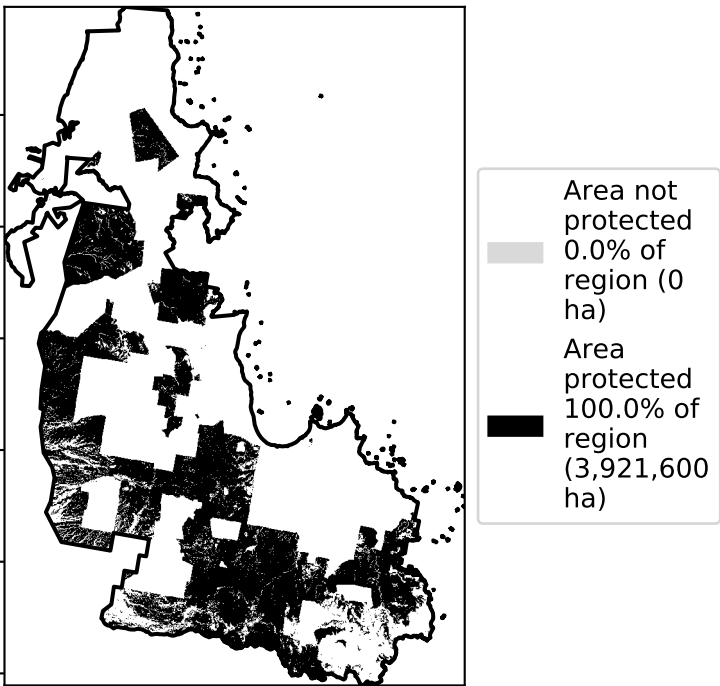 Area not
protected
0.0% of
region (0
ha)
Area
protected
100.0% of
region
(3,921,600
ha)